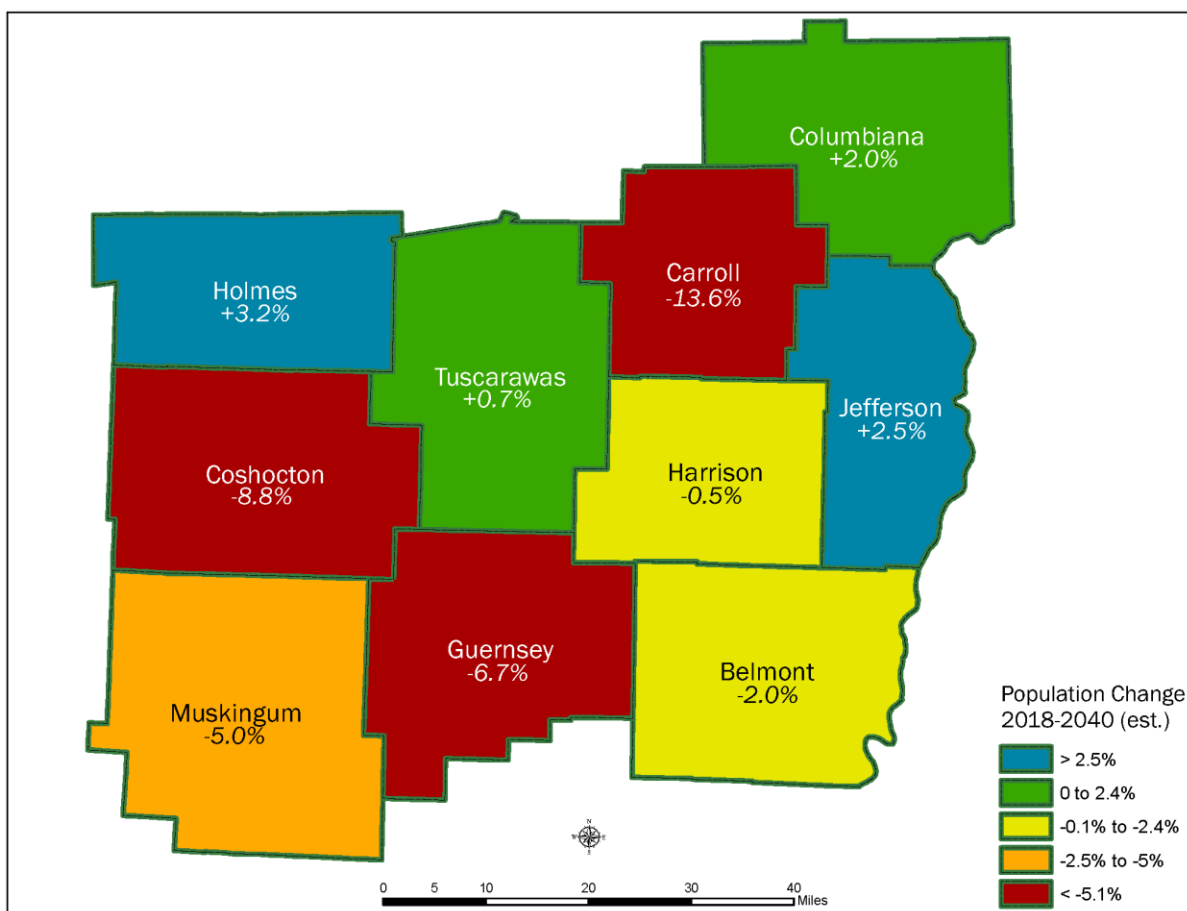 Columbiana
+2.0%
Carroll
-13.6%
Holmes
+3.2%
Tuscarawas
+0.7%
Jefferson
+2.5%
Coshocton
-8.8%
Harrison
-0.5%
Guernsey
-6.7%
Belmont
-2.0%
Muskingum
-5.0%
Population Change
2018-2040 (est.)
> 2.5%
0 to 2.4%
-0.1% to -2.4%
-2.5% to -5%
< -5.1%
N
W E
S
0 5 10 20 30 40
Miles